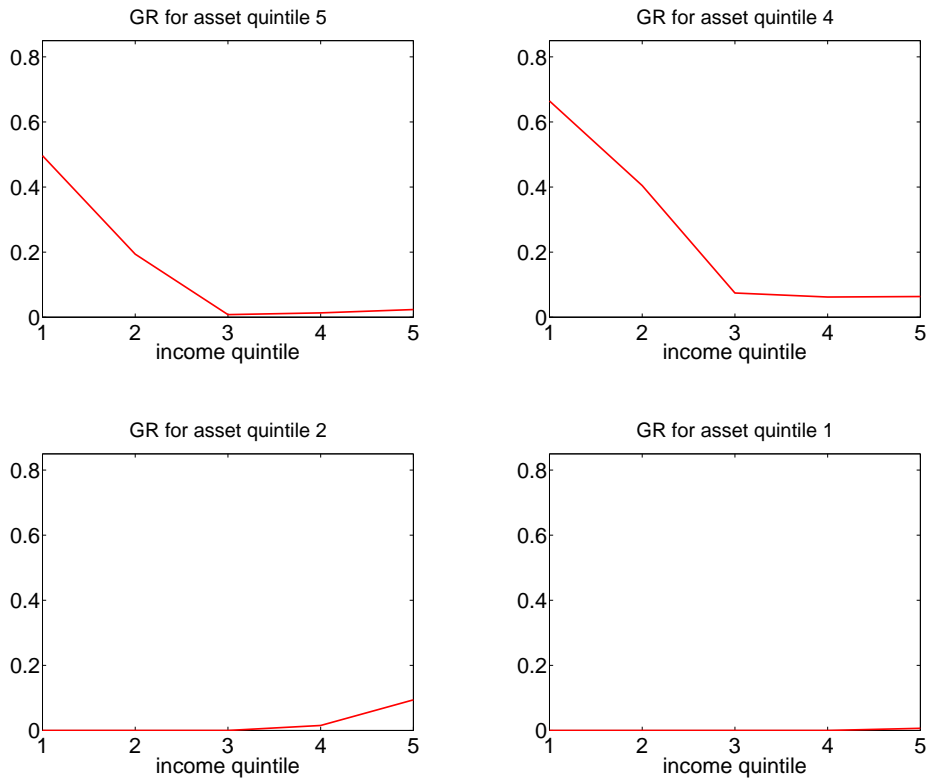 GR for asset quintile 5
0.8
0.6
0.4
0.2
0
1 2 3 4 5
income quintile
GR for asset quintile 4
0.8
0.6
0.4
0.2
0
1 2 3 4 5
income quintile
GR for asset quintile 2
0.8
0.6
0.4
0.2
0
1 2 3 4 5
income quintile
GR for asset quintile 1
0.8
0.6
0.4
0.2
0
1 2 3 4 5
income quintile